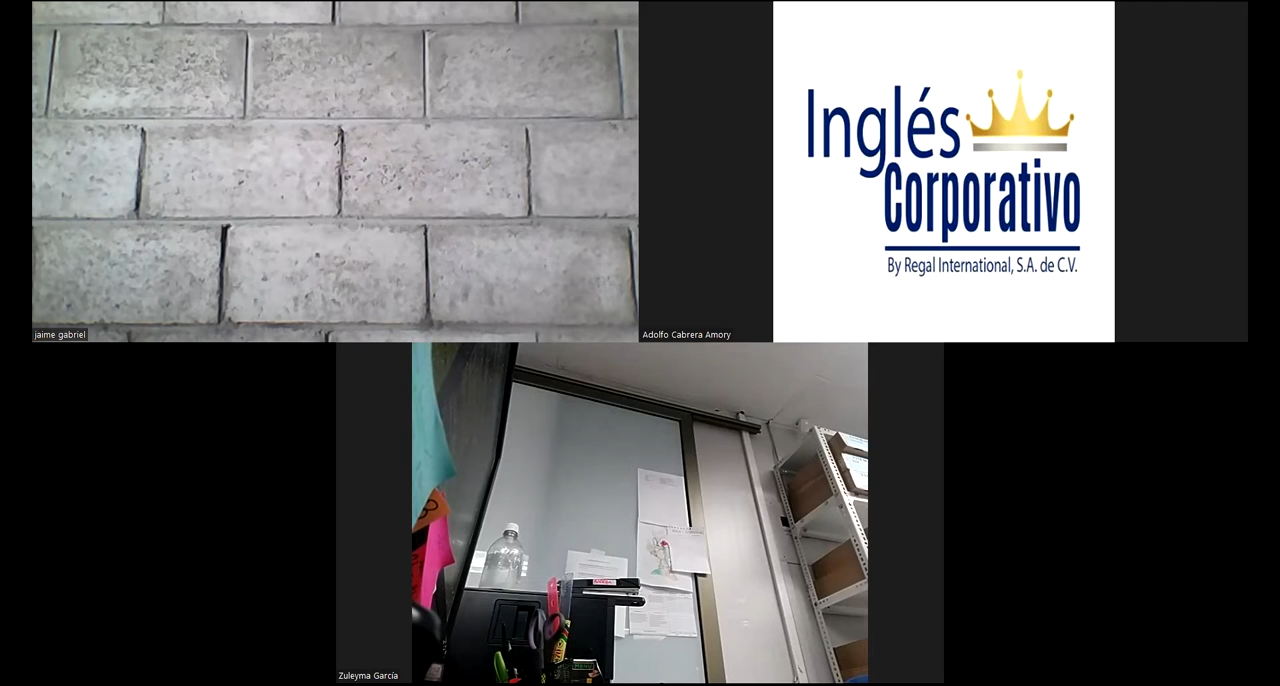 Inglés
Corporativo
By Regal International, S.A. de C.V.
jaime gabriel
Adolfo Cabrera Amory
Zuleyma García